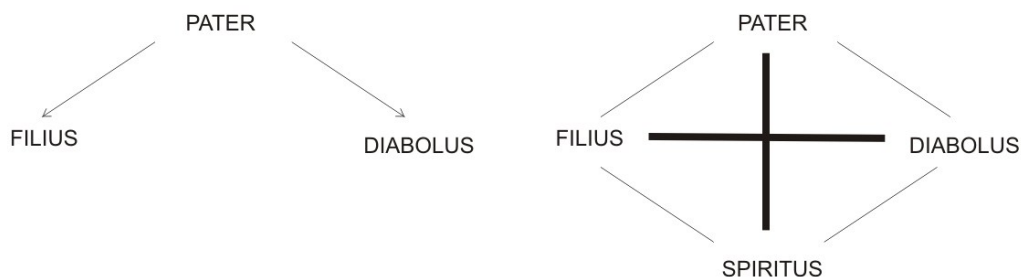 PATER
FILIUS
DIABOLUS
PATER
FILIUS
DIABOLUS
SPIRITUS